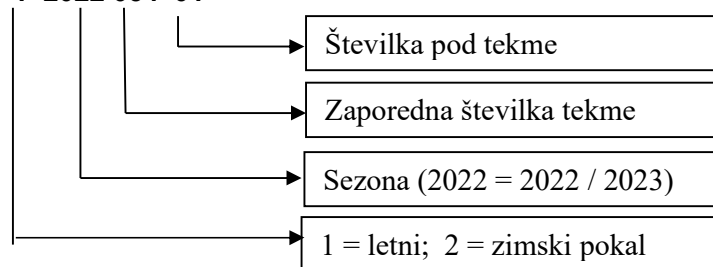 Številka pod tekme
Zaporedna številka tekme
Sezona (2022 = 2022 / 2023)
1 = letni;  2 = zimski pokal